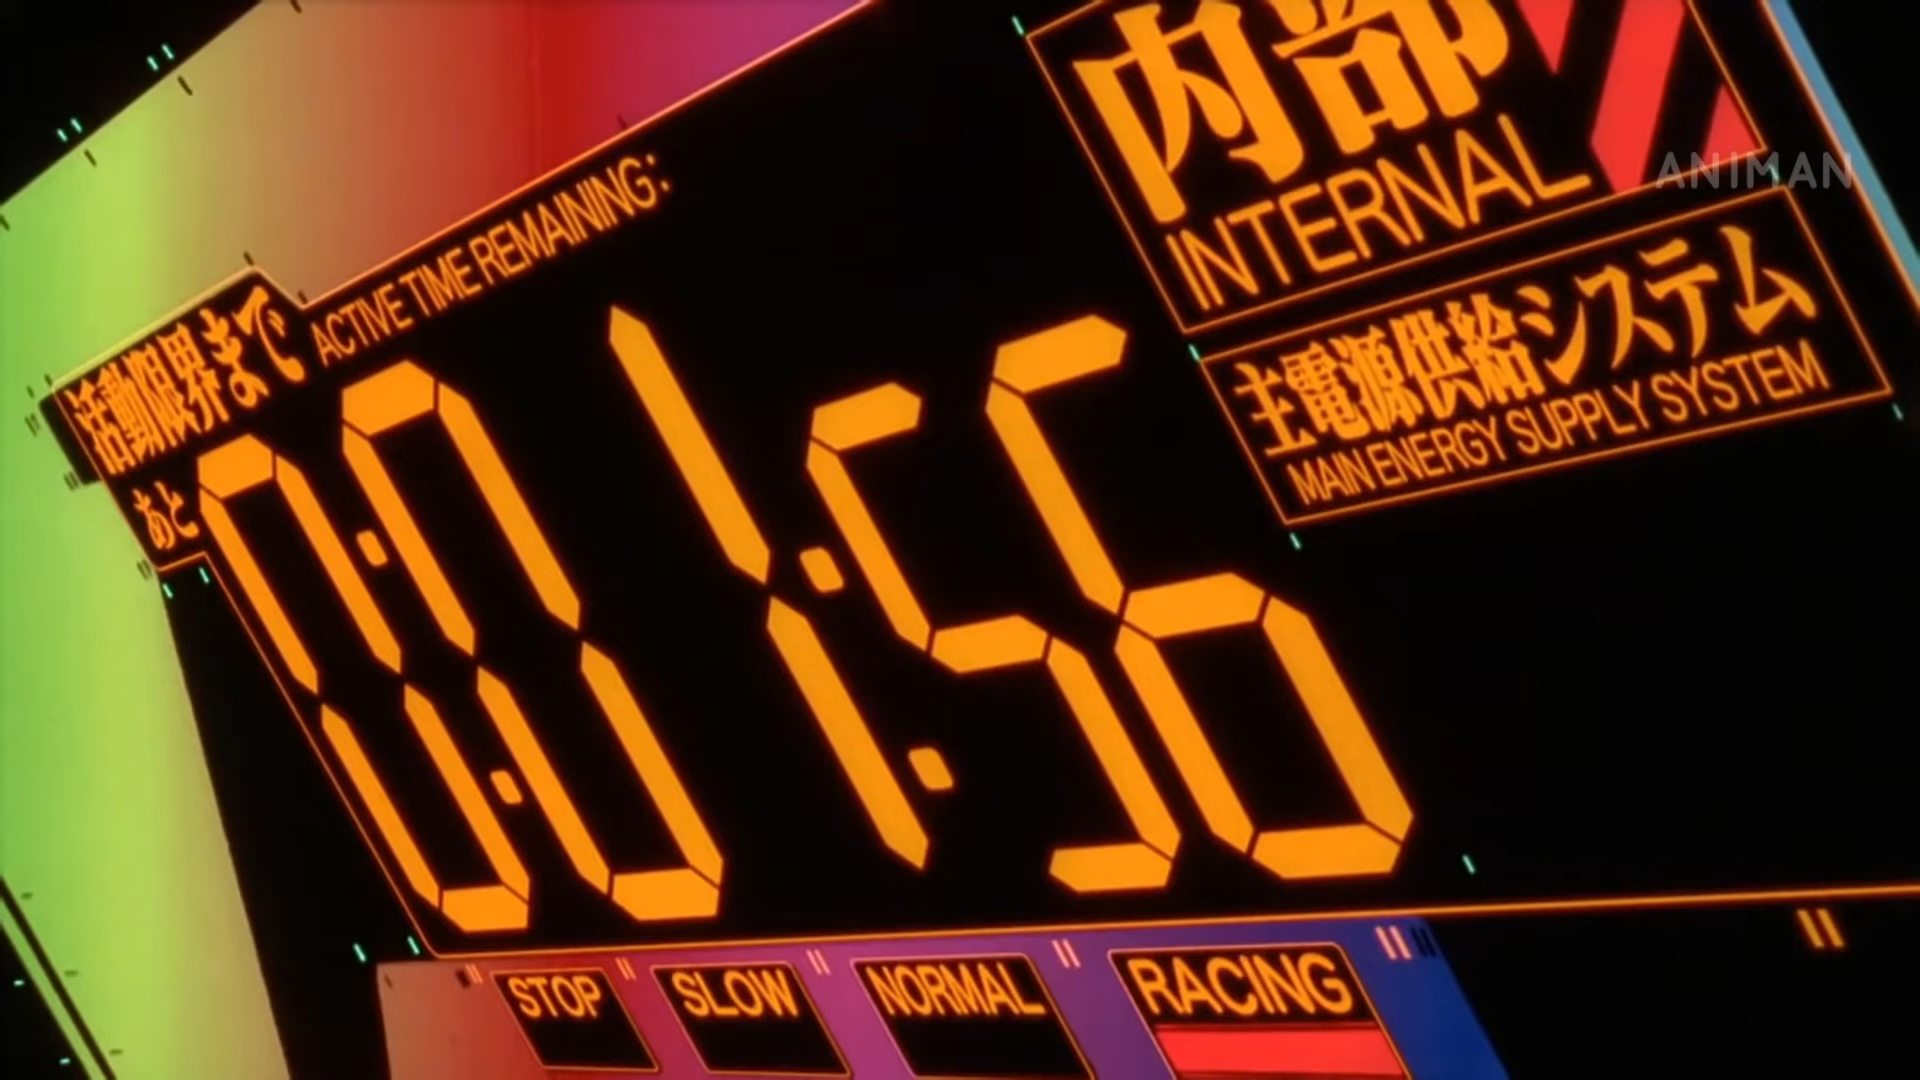 内部
INTERNAL
ANIMAN
主電源供給システム
MAIN ENERGY SUPPLY SYSTEM
活動限界まで
ACTIVE TIME REMAINING:
あと
0:01:56
STOP
SLOW
NORMAL
RACING